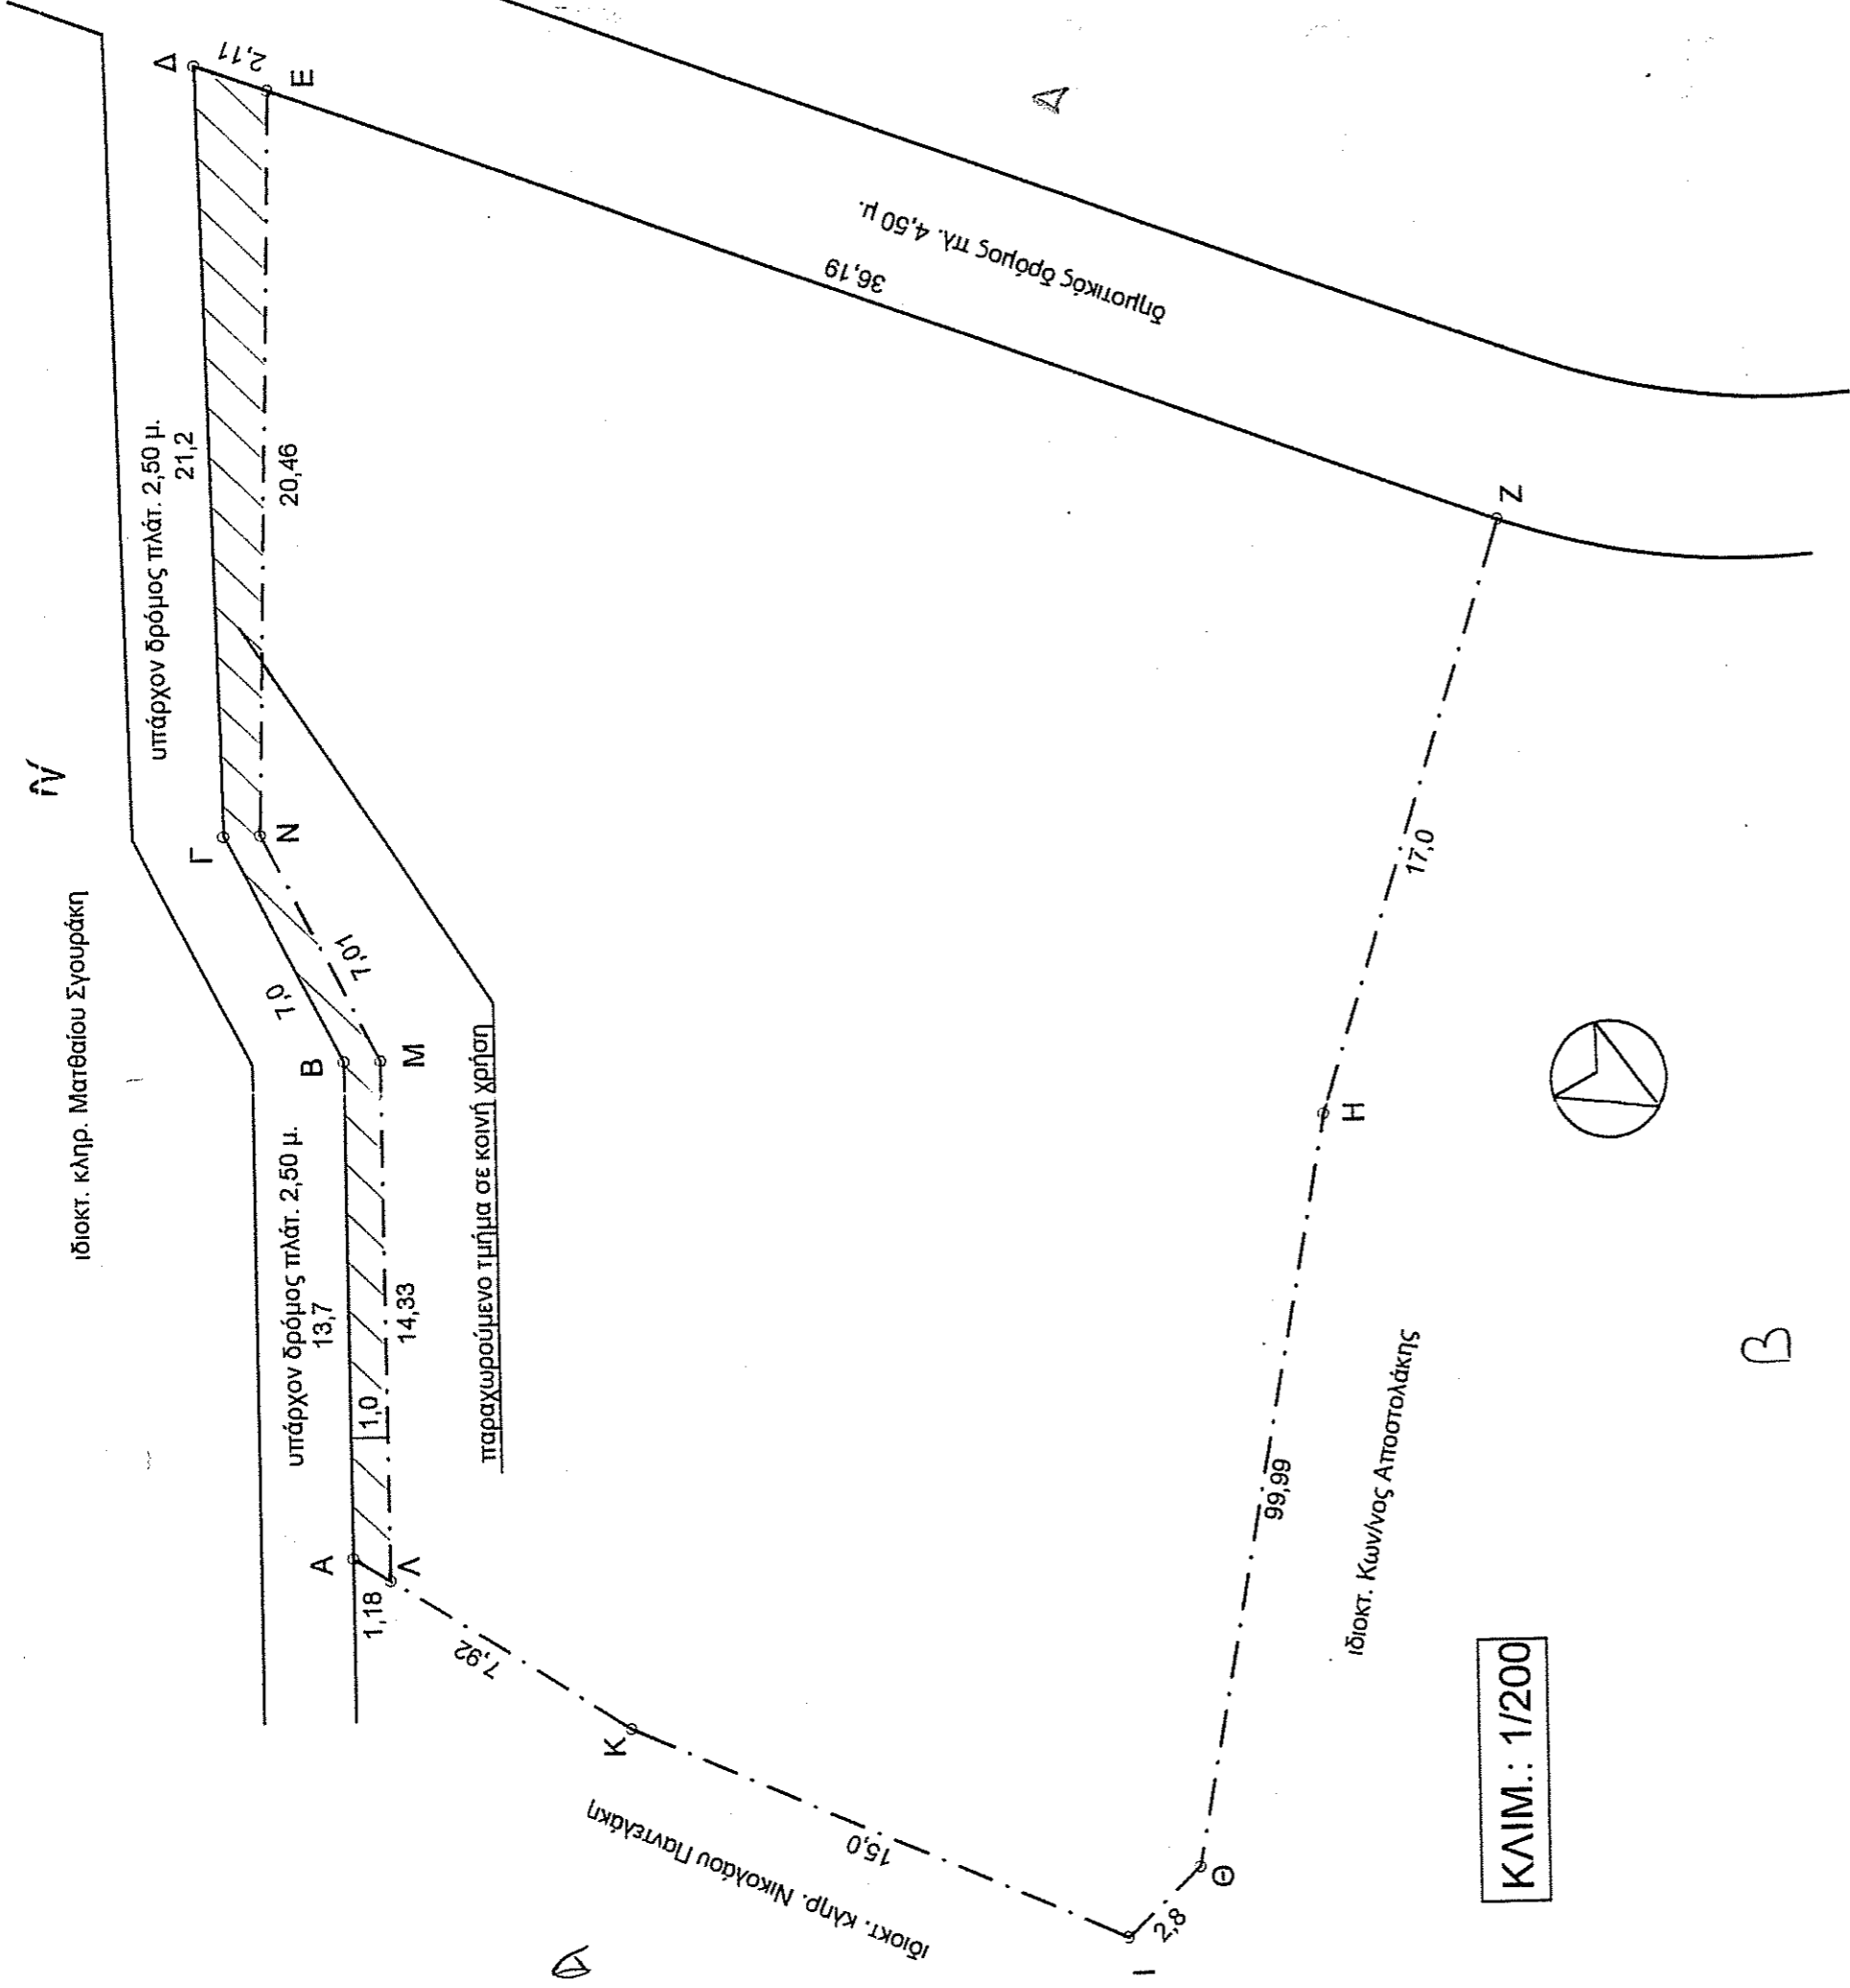 Ν
ιδιοκτ. κληρ. Ματθαίου Σγουράκη
υπάρχον δρόμος πλάτ. 2,50 μ.
21,2
Δ
2,11
Ε
20,46
Γ
Ν
7,0
7,01
Β
Μ
υπάρχον δρόμος πλάτ. 2,50 μ.
13,7
1,0
14,33
Α
Λ
1,18
παραχωρούμενο τμήμα σε κοινή χρήση
7,92
Κ
ιδιοκτ. κληρ. Νικολάου Παντελάκη
15,0
Ι
2,8
Θ
99,99
Η
17,0
Ζ
36,19
δημοτικός δρόμος πλ. 4,50 μ.
Δ
ιδιοκτ. Κων/νος Αποστολάκης
Β
ΚΛΙΜ.: 1/200